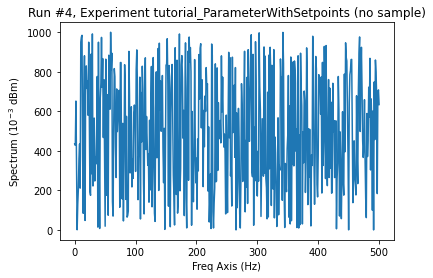 Run #4, Experiment tutorial_ParameterWithSetpoints (no sample)
1000
800
600
400
200
0
Spectrum (10⁻³ dBm)
0 100 200 300 400 500
Freq Axis (Hz)